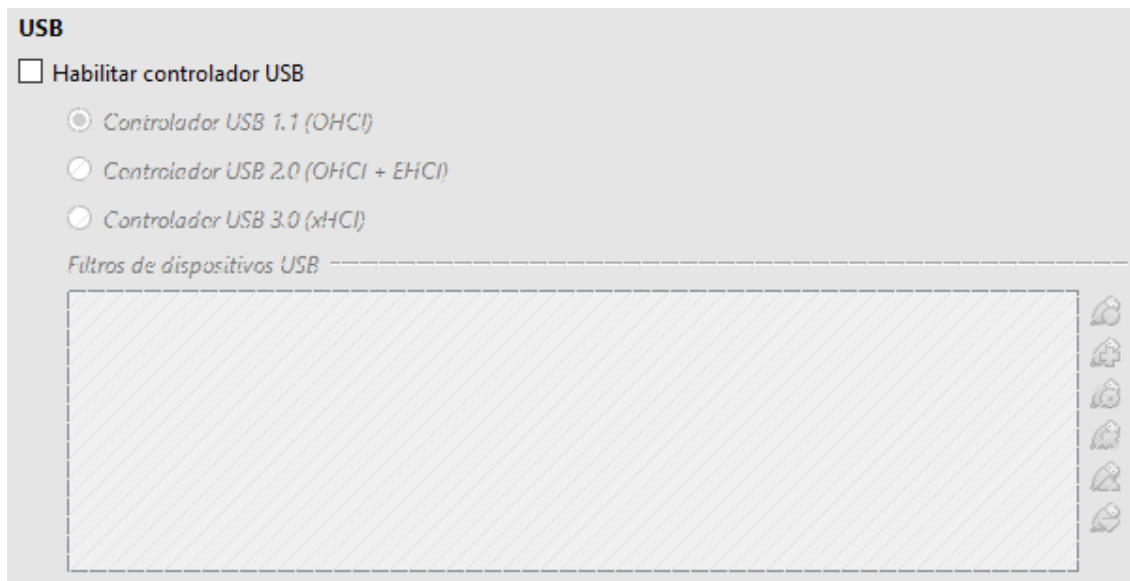 USB
Habilitar controlador USB
Controlador USB 1.1 (OHCI)
Controlador USB 2.0 (OHCI + EHCI)
Controlador USB 3.0 (xHCI)
Filtros de dispositivos USB